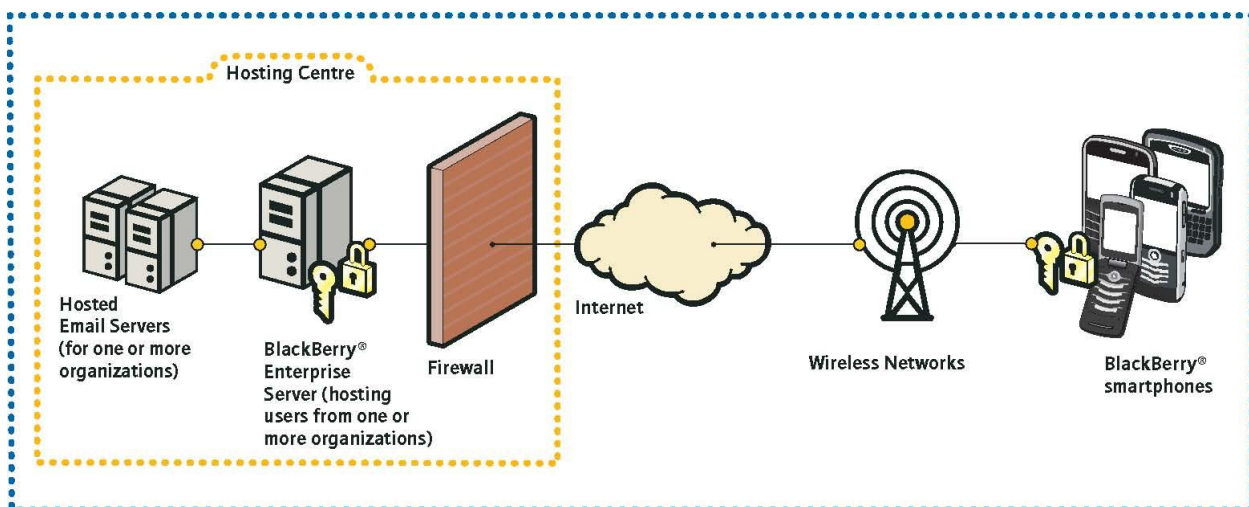 Hosting Centre
Hosted
Email Servers
(for one or more
organizations)
BlackBerry®
Enterprise
Server (hosting
users from one or
more organizations)
Firewall
Internet
Wireless Networks
BlackBerry®
smartphones